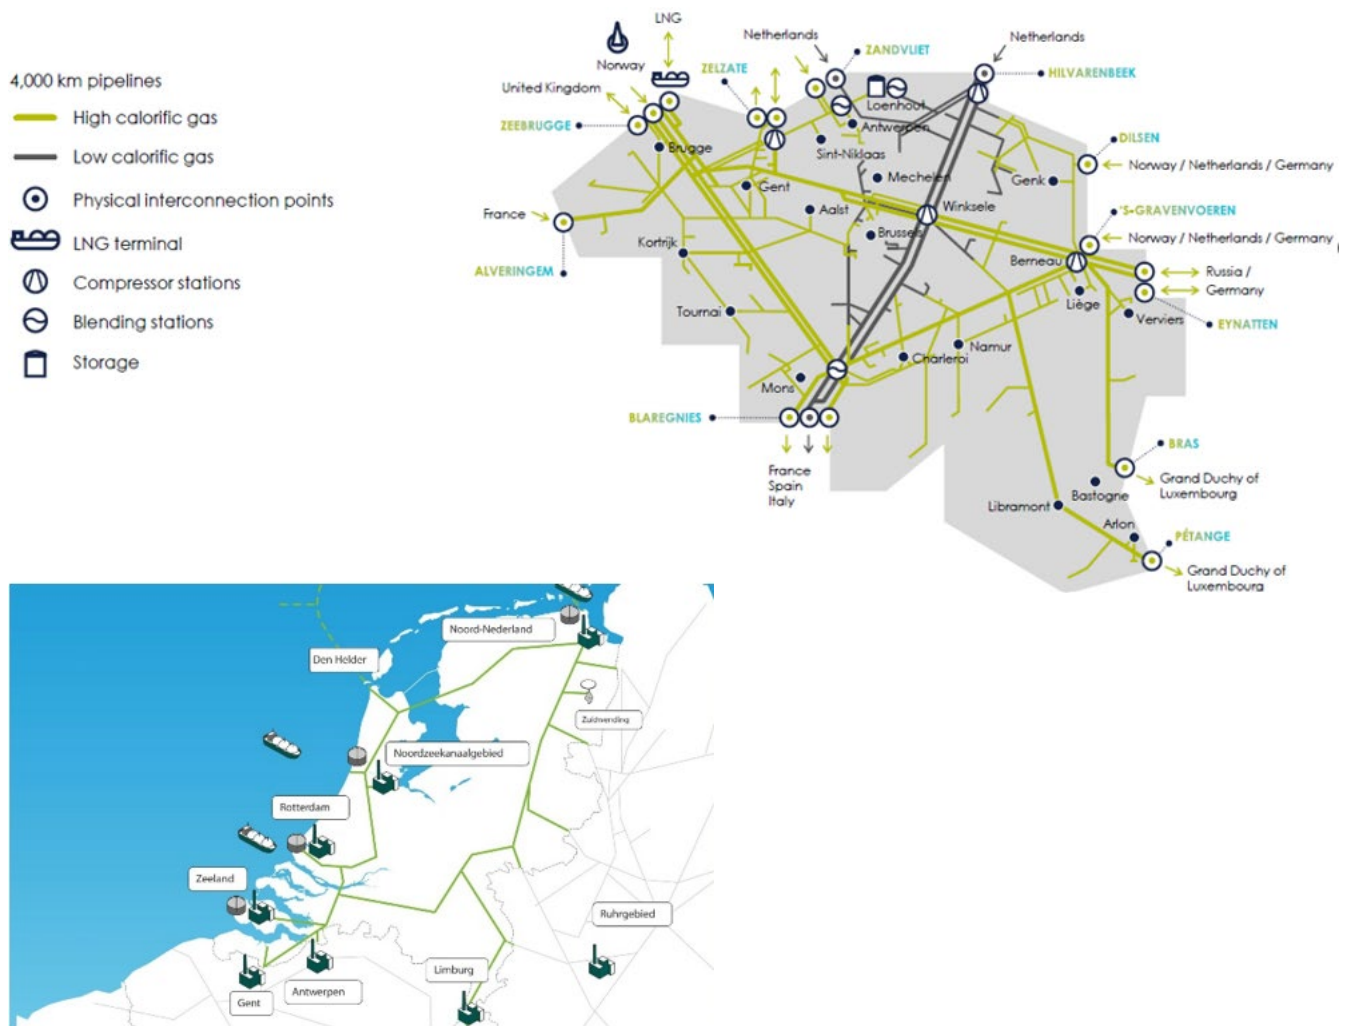 4,000 km pipelines
High calorific gas
Low calorific gas
Physical interconnection points
LNG terminal
Compressor stations
Blending stations
Storage
LNG
Norway
United Kingdom
ZEEBRUGGE
ZELZATE
Netherlands
ZANDVLIET
Netherlands
HILVARENBEEK
Loenhout
Antwerpen
Sint-Niklaas
Brugge
DILSEN
Norway / Netherlands / Germany
Mechelen
Genk
Gent
Aalst
Winksele
'S-GRAVENVOEREN
Norway / Netherlands / Germany
France
Brussels
Kortrijk
Berneau
ALVERINGEM
Russia /
Germany
Liège
Tournai
Verviers
EYNATTEN
Namur
Charleroi
Mons
BLAREGNIES
BRAS
France
Spain
Italy
Grand Duchy of
Luxembourg
Bastogne
Libramont
Arlon
PÉTANGE
Grand Duchy of
Luxembourg
Noord-Nederland
Den Helder
Zuidwending
Noordzeekanaalgebied
Rotterdam
Zeeland
Ruhrgebied
Limburg
Antwerpen
Gent